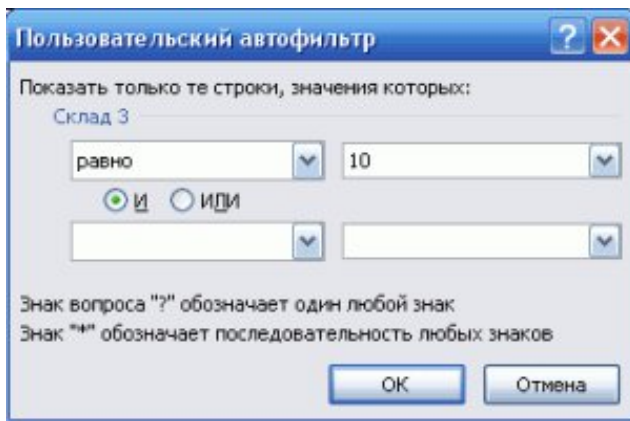 Пользовательский автофильтр
Показать только те строки, значения которых:
Склад 3
равно 10
И ИЛИ
Знак вопроса "?" обозначает один любой знак
Знак "*" обозначает последовательность любых знаков
ОК Отмена